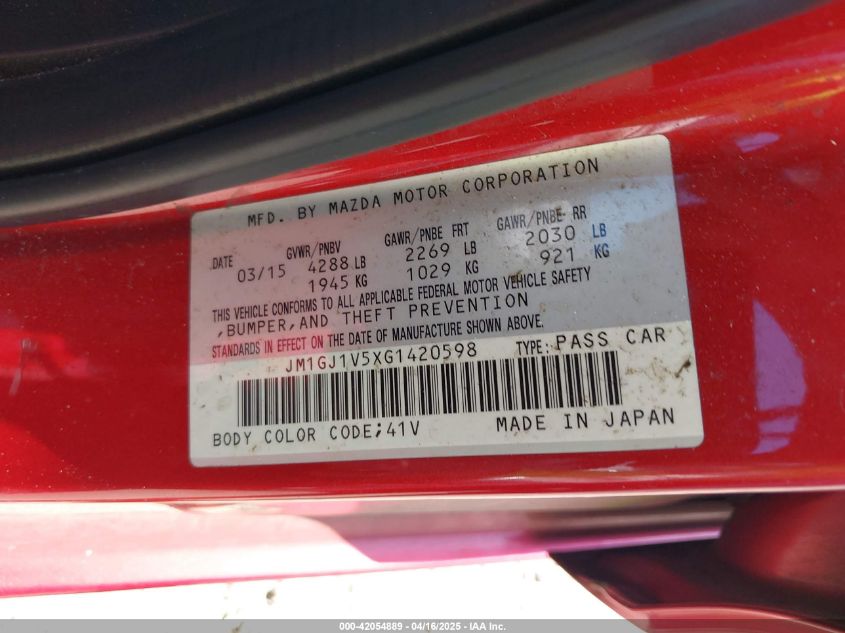 MFD. BY MAZDA MOTOR CORPORATION
DATE GVWR/PNBV GAWR/PNBE FRT GAWR/PNBE RR
03/15 4288 LB 2269 LB 2030 LB
1945 KG 1029 KG 921 KG
THIS VEHICLE CONFORMS TO ALL APPLICABLE FEDERAL MOTOR VEHICLE SAFETY
,BUMPER,AND THEFT PREVENTION
STANDARDS IN EFFECT ON THE DATE OF MANUFACTURE SHOWN ABOVE.
JM1GJ1V5XG1420598 TYPE: PASS CAR
BODY COLOR CODE;41V MADE IN JAPAN
000-42054889 - 04/16/2025 - IAA Inc.